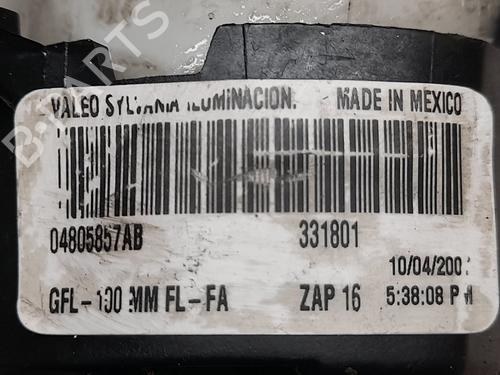 B-PARTS
VALEO SYLVANIA ILUMINACION. MADE IN MEXICO
04805857AB 331801
10/04/200
GFL-100 MM FL-FA ZAP 16 5:38:08 PM